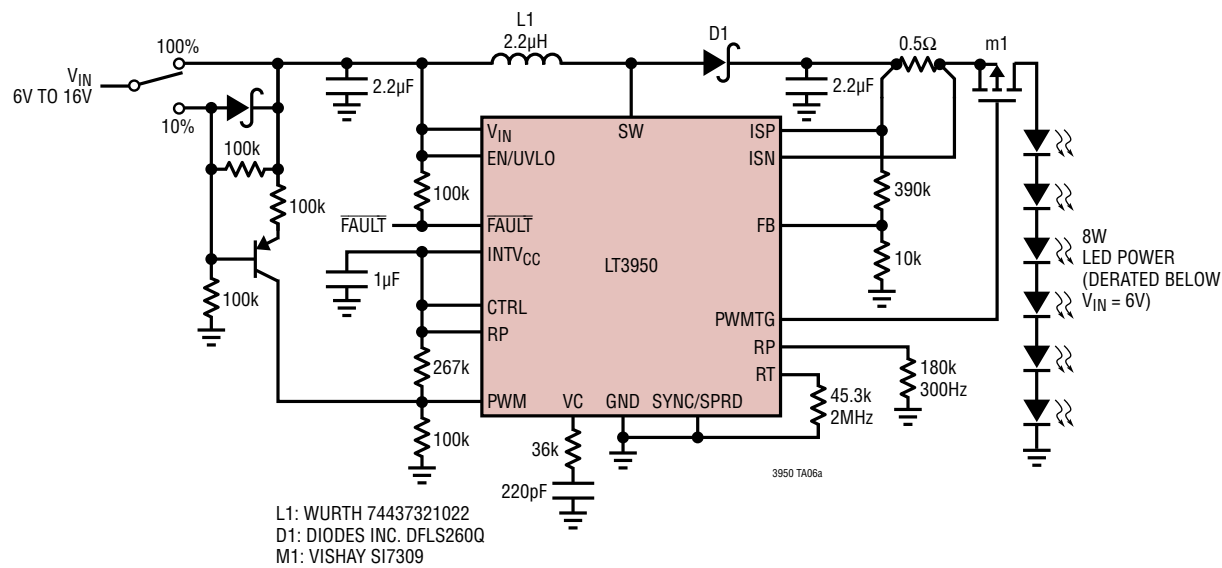 L1
2.2µH
D1
0.5Ω
m1
100%
V_IN
6V TO 16V
10%
2.2µF
2.2µF
100k
100k
100k
100k
FAULT
1µF
267k
100k
V_IN
EN/UVLO
FAULT
INTV_CC
CTRL
RP
PWM
SW
LT3950
VC
GND
SYNC/SPRD
ISP
ISN
FB
PWMTG
RP
RT
390k
10k
8W
LED POWER
(DERATED BELOW
V_IN = 6V)
180k
300Hz
45.3k
2MHz
36k
220pF
3950 TA06a
L1: WURTH 74437321022
D1: DIODES INC. DFLS260Q
M1: VISHAY SI7309